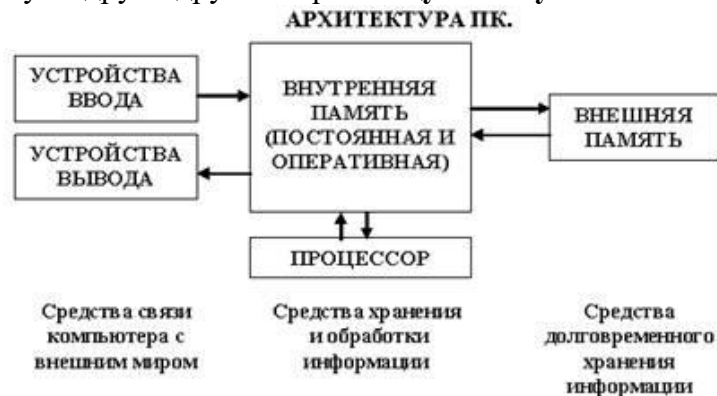 АРХИТЕКТУРА ПК.
УСТРОЙСТВА
ВВОДА
УСТРОЙСТВА
ВЫВОДА
ВНУТРЕННЯЯ
ПАМЯТЬ
(ПОСТОЯННАЯ И
ОПЕРАТИВНАЯ)
ВНЕШНЯЯ
ПАМЯТЬ
ПРОЦЕССОР
Средства связи
компьютера с
внешним миром
Средства хранения
и обработки
информации
Средства
долговременного
хранения
информации